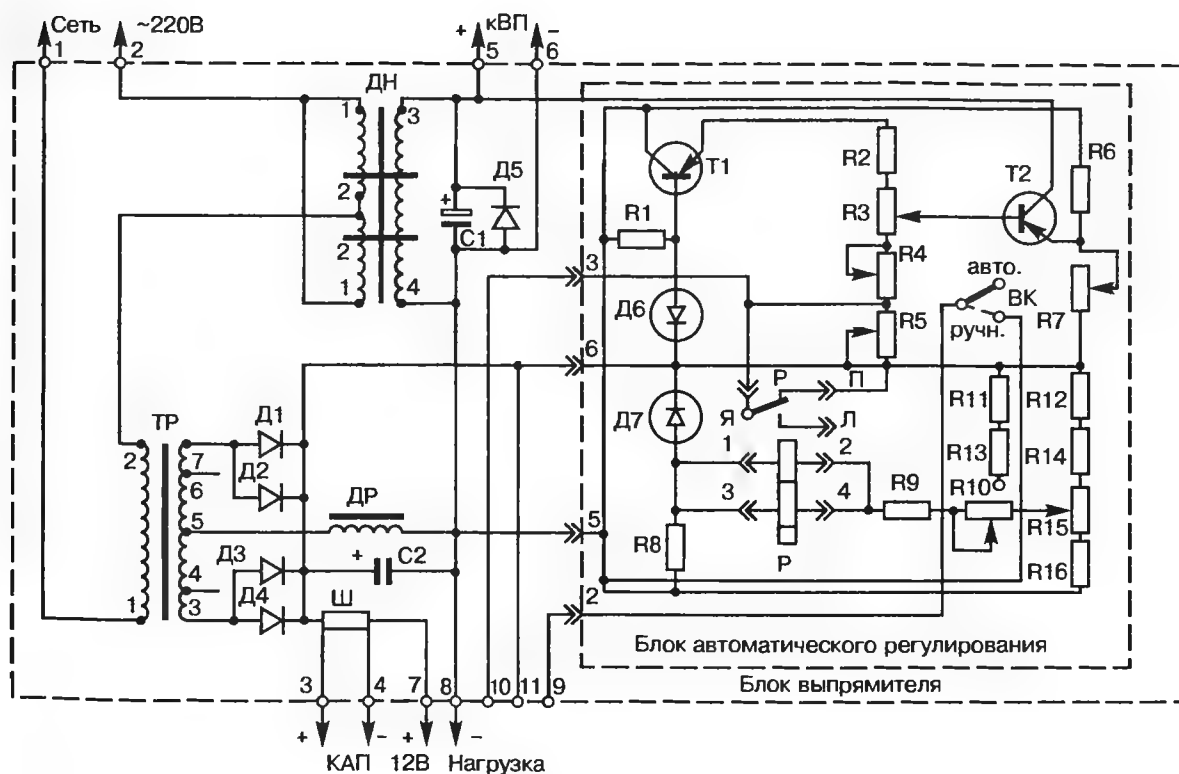 Сеть ~220В + кВП −
1 2 5 6
ДН
1 3
2
2
1 4
Д5
+
С1
Т1
R1
R2
R3
R4
R5
R6
Т2
авто.
ВК
ручн.
R7
3
Д6
6
Д7
Р П
Я
Л
1 2
3 4
Р
R8
R9
R10
R11
R13
R12
R14
R15
R16
5
2
ТР
2
1
7
6
5
4
3
Д1
Д2
Д3
Д4
ДР
+ С2
Ш
Блок автоматического регулирования
Блок выпрямителя
3 4 7 8 10 11 9
+ − + −
КАП 12В Нагрузка